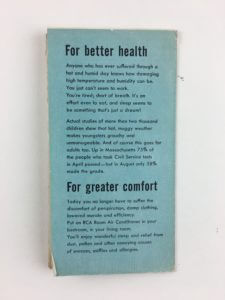 For better health
Anyone who has ever suffered through a
hot and humid day knows how damaging
high temperature and humidity can be.
You just can't seem to work.
You're tired; short of breath. It's an
effort even to eat, and sleep seems to be
something that's just a dream!
Actual studies of more than two thousand
children show that hot, muggy weather
makes youngsters grouchy and
unmanageable. And of course this goes for
adults too. Up in Massachusetts 75% of
the people who took Civil Service tests
in April passed—but in August only 58%
made the grade.
For greater comfort
Today you no longer have to suffer the
discomfort of perspiration, damp clothing,
lowered morale and efficiency.
Put an RCA Room Air Conditioner in your
bedroom, in your living room.
You'll enjoy wonderful sleep and relief from
dust, pollen and other annoying causes
of sneezes, sniffles and allergies.